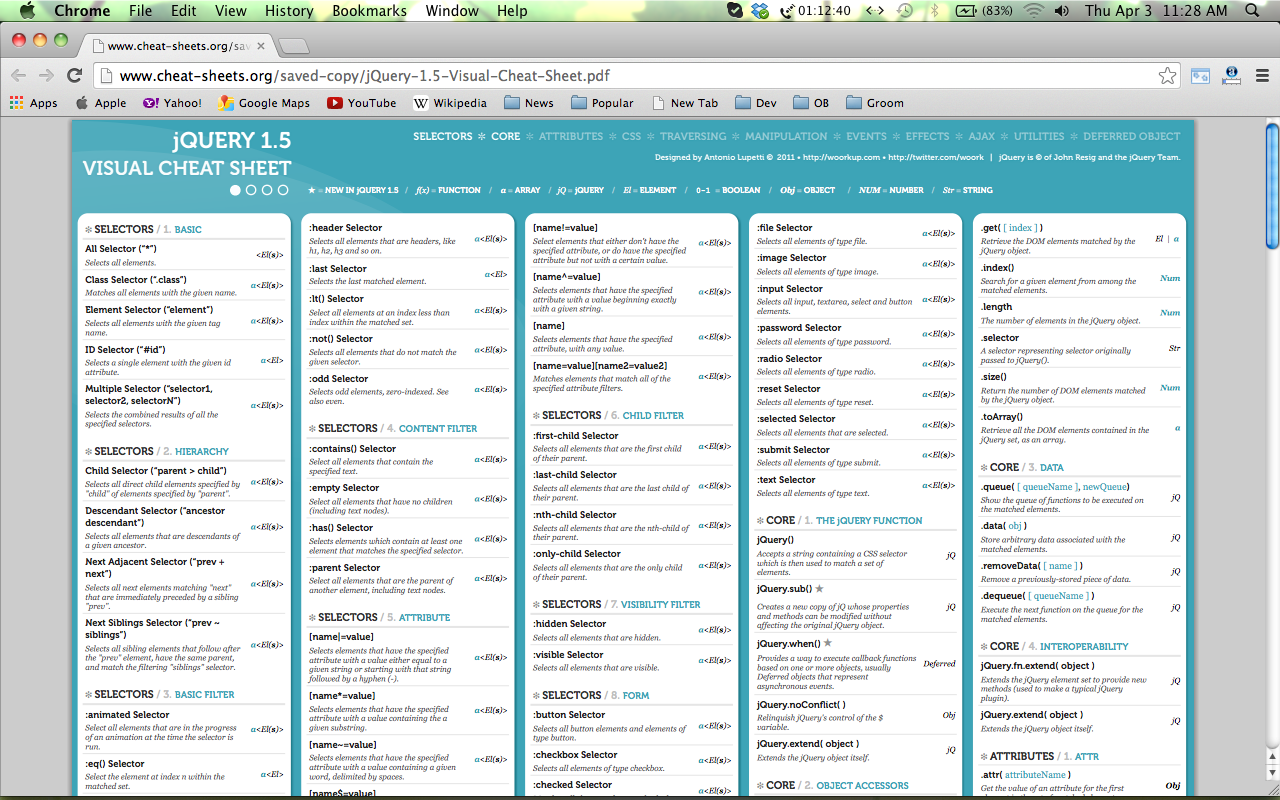 Chrome File Edit View History Bookmarks Window Help 01:12:40 (83%) Thu Apr 3 11:28 AM
www.cheat-sheets.org/sav
www.cheat-sheets.org/saved-copy/jQuery-1.5-Visual-Cheat-Sheet.pdf
Apps Apple Yahoo! Google Maps YouTube Wikipedia News Popular New Tab Dev OB Groom
jQUERY 1.5
VISUAL CHEAT SHEET
SELECTORS ✻ CORE ✻ ATTRIBUTES ✻ CSS ✻ TRAVERSING ✻ MANIPULATION ✻ EVENTS ✻ EFFECTS ✻ AJAX ✻ UTILITIES ✻ DEFERRED OBJECT
Designed by Antonio Lupetti © 2011 • http://woorkup.com • http://twitter.com/woork | jQuery is © of John Resig and the jQuery Team.
★ = NEW IN jQUERY 1.5 / f(x) = FUNCTION / a = ARRAY / jQ = jQUERY / El = ELEMENT / 0-1 = BOOLEAN / Obj = OBJECT / NUM = NUMBER / Str = STRING
✻ SELECTORS / 1. BASIC
All Selector ("*")
Selects all elements.
<El(s)>
Class Selector (".class")
Matches all elements with the given name.
a<El(s)>
Element Selector ("element")
Selects all elements with the given tag
name.
a<El(s)>
ID Selector ("#id")
Selects a single element with the given id
attribute.
a<El>
Multiple Selector ("selector1,
selector2, selectorN")
Selects the combined results of all the
specified selectors.
a<El(s)>
✻ SELECTORS / 2. HIERARCHY
Child Selector ("parent > child")
Selects all direct child elements specified by
"child" of elements specified by "parent".
a<El(s)>
Descendant Selector ("ancestor
descendant")
Selects all elements that are descendants of
a given ancestor.
a<El(s)>
Next Adjacent Selector ("prev +
next")
Selects all next elements matching "next"
that are immediately preceded by a sibling
"prev".
a<El(s)>
Next Siblings Selector ("prev ~
siblings")
Selects all sibling elements that follow after
the "prev" element, have the same parent,
and match the filtering "siblings" selector.
a<El(s)>
✻ SELECTORS / 3. BASIC FILTER
:animated Selector
Select all elements that are in the progress
of an animation at the time the selector is
run.
a<El(s)>
:eq() Selector
Select the element at index n within the
matched set.
a<El>
:header Selector
Selects all elements that are headers, like
h1, h2, h3 and so on.
a<El(s)>
:last Selector
Selects the last matched element.
a<El>
:lt() Selector
Select all elements at an index less than
index within the matched set.
a<El(s)>
:not() Selector
Selects all elements that do not match the
given selector.
a<El(s)>
:odd Selector
Selects odd elements, zero-indexed. See
also even.
a<El(s)>
✻ SELECTORS / 4. CONTENT FILTER
:contains() Selector
Select all elements that contain the
specified text.
a<El(s)>
:empty Selector
Select all elements that have no children
(including text nodes).
a<El(s)>
:has() Selector
Selects elements which contain at least one
element that matches the specified selector.
a<El(s)>
:parent Selector
Select all elements that are the parent of
another element, including text nodes.
a<El(s)>
✻ SELECTORS / 5. ATTRIBUTE
[name|=value]
Selects elements that have the specified
attribute with a value either equal to a
given string or starting with that string
followed by a hyphen (-).
a<El(s)>
[name*=value]
Selects elements that have the specified
attribute with a value containing the a
given substring.
a<El(s)>
[name~=value]
Selects elements that have the specified
attribute with a value containing a given
word, delimited by spaces.
a<El(s)>
[name$=value]
[name!=value]
Select elements that either don't have the
specified attribute, or do have the specified
attribute but not with a certain value.
a<El(s)>
[name^=value]
Selects elements that have the specified
attribute with a value beginning exactly
with a given string.
a<El(s)>
[name]
Selects elements that have the specified
attribute, with any value.
a<El(s)>
[name=value][name2=value2]
Matches elements that match all of the
specified attribute filters.
a<El(s)>
✻ SELECTORS / 6. CHILD FILTER
:first-child Selector
Selects all elements that are the first child
of their parent.
a<El(s)>
:last-child Selector
Selects all elements that are the last child of
their parent.
a<El(s)>
:nth-child Selector
Selects all elements that are the nth-child of
their parent.
a<El(s)>
:only-child Selector
Selects all elements that are the only child
of their parent.
a<El(s)>
✻ SELECTORS / 7. VISIBILITY FILTER
:hidden Selector
Selects all elements that are hidden.
a<El(s)>
:visible Selector
Selects all elements that are visible.
a<El(s)>
✻ SELECTORS / 8. FORM
:button Selector
Selects all button elements and elements of
type button.
a<El(s)>
:checkbox Selector
Selects all elements of type checkbox.
a<El(s)>
:checked Selector
a<El(s)>
:file Selector
Selects all elements of type file.
a<El(s)>
:image Selector
Selects all elements of type image.
a<El(s)>
:input Selector
Selects all input, textarea, select and button
elements.
a<El(s)>
:password Selector
Selects all elements of type password.
a<El(s)>
:radio Selector
Selects all elements of type radio.
a<El(s)>
:reset Selector
Selects all elements of type reset.
a<El(s)>
:selected Selector
Selects all elements that are selected.
a<El(s)>
:submit Selector
Selects all elements of type submit.
a<El(s)>
:text Selector
Selects all elements of type text.
a<El(s)>
✻ CORE / 1. THE jQUERY FUNCTION
jQuery()
Accepts a string containing a CSS selector
which is then used to match a set of
elements.
jQ
jQuery.sub() ★
Creates a new copy of jQ whose properties
and methods can be modified without
affecting the original jQuery object.
jQ
jQuery.when() ★
Provides a way to execute callback functions
based on one or more objects, usually
Deferred objects that represent
asynchronous events.
Deferred
jQuery.noConflict( )
Relinquish jQuery's control of the $
variable.
Obj
jQuery.extend( object )
Extends the jQuery object itself.
jQ
✻ CORE / 2. OBJECT ACCESSORS
.get( [ index ] )
Retrieve the DOM elements matched by the
jQuery object.
El | a
.index()
Search for a given element from among the
matched elements.
Num
.length
The number of elements in the jQuery object.
Num
.selector
A selector representing selector originally
passed to jQuery().
Str
.size()
Return the number of DOM elements matched
by the jQuery object.
Num
.toArray()
Retrieve all the DOM elements contained in the
jQuery set, as an array.
a
✻ CORE / 3. DATA
.queue( [ queueName ], newQueue)
Show the queue of functions to be executed on
the matched elements.
jQ
.data( obj )
Store arbitrary data associated with the
matched elements.
jQ
.removeData( [ name ] )
Remove a previously-stored piece of data.
jQ
.dequeue( [ queueName ] )
Execute the next function on the queue for the
matched elements.
jQ
✻ CORE / 4. INTEROPERABILITY
jQuery.fn.extend( object )
Extends the jQuery element set to provide new
methods (used to make a typical jQuery
plugin).
jQ
jQuery.extend( object )
Extends the jQuery object itself.
jQ
✻ ATTRIBUTES / 1. ATTR
.attr( attributeName )
Get the value of an attribute for the first
Obj